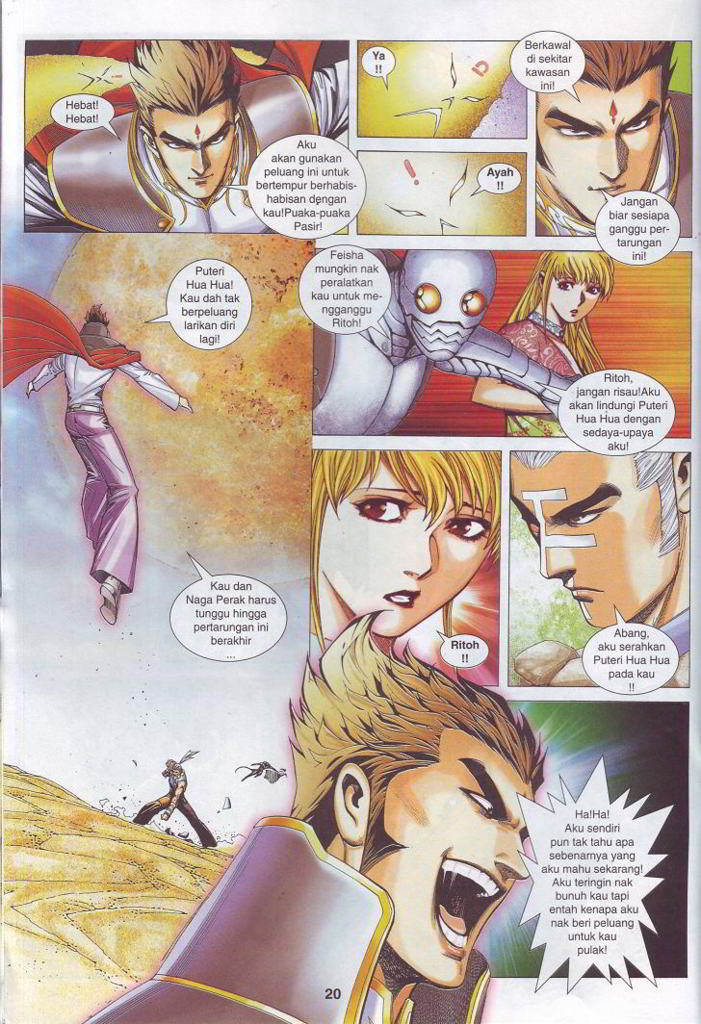 Hebat!
Hebat!
Aku
akan gunakan
puaka pasir ini
bertempur berhabis-
habisan dengan
kau!Puaka-puaka
Pasir!
Ya
!!
Ayah
!!
Berkawal
di sekitar
kawasan
ini!
Jangan
biar sesiapa
ganggu per-
tarungan
ini!
Puteri
Hua Hua!
Kau dah tak
berpeluang
larikan diri
lagi!
Feisha
mungkin nak
peralatkan
kau untuk me-
ngganggu
Ritoh!
Ritoh,
jangan risau!Aku
akan lindungi Puteri
Hua Hua dengan
sedaya-upaya
aku!
Kau dan
Naga Perak harus
tunggu hingga
pertarungan ini
berakhir
...
Ritoh
!!
Abang,
aku serahkan
Puteri Hua Hua
pada kau
!!
Ha!Ha!
Aku sendiri
pun tak tahu apa
sebenarnya yang
aku mahu sekarang!
Aku teringin nak
bunuh kau tapi
entah kenapa aku
nak beri peluang
untuk kau
pulak!
20